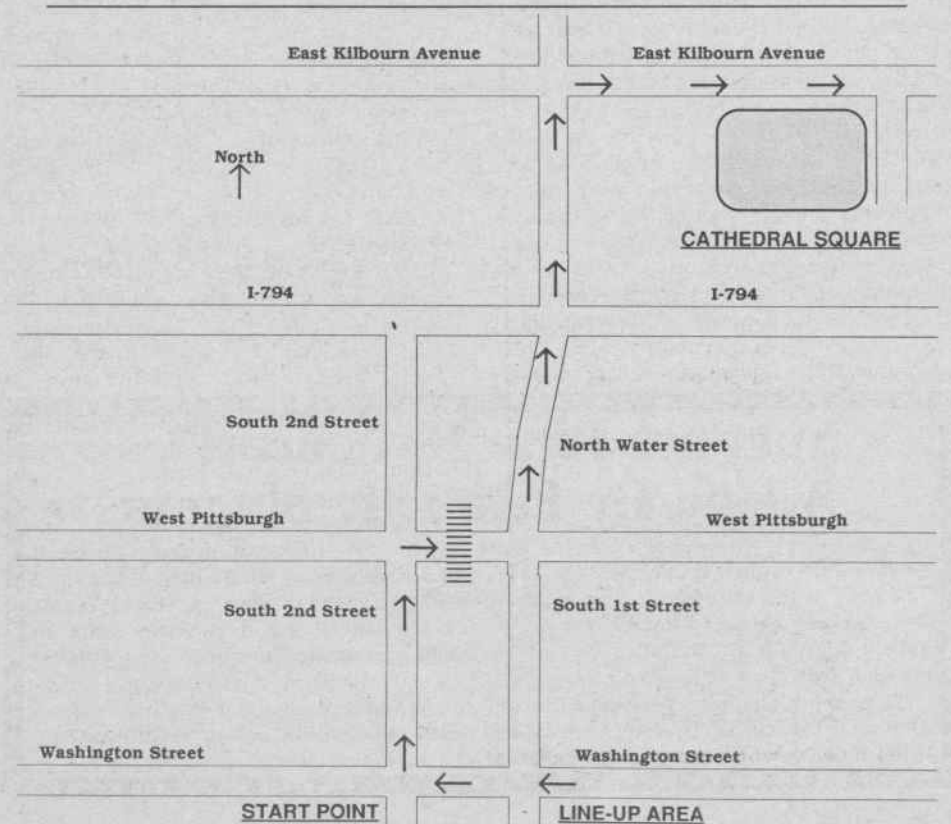 East Kilbourn Avenue East Kilbourn Avenue
North
CATHEDRAL SQUARE
I-794 I-794
South 2nd Street
North Water Street
West Pittsburgh West Pittsburgh
South 2nd Street South 1st Street
Washington Street Washington Street
START POINT LINE-UP AREA